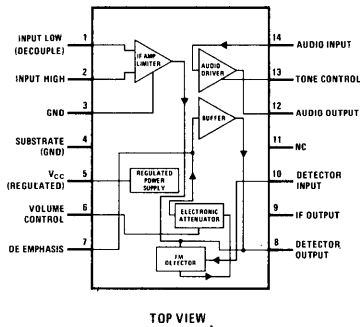 INPUT LOW
(DECOUPLE)
1
INPUT HIGH
2
GND
3
SUBSTRATE
(GND)
4
VCC
(REGULATED)
5
VOLUME
CONTROL
6
DE EMPHASIS
7
IF AMP
LIMITER
AUDIO
DRIVER
BUFFER
REGULATED
POWER
SUPPLY
ELECTRONIC
ATTENUATOR
FM
DETECTOR
14
AUDIO INPUT
13
TONE CONTROL
12
AUDIO OUTPUT
11
NC
10
DETECTOR
INPUT
9
IF OUTPUT
8
DETECTOR
OUTPUT
TOP VIEW